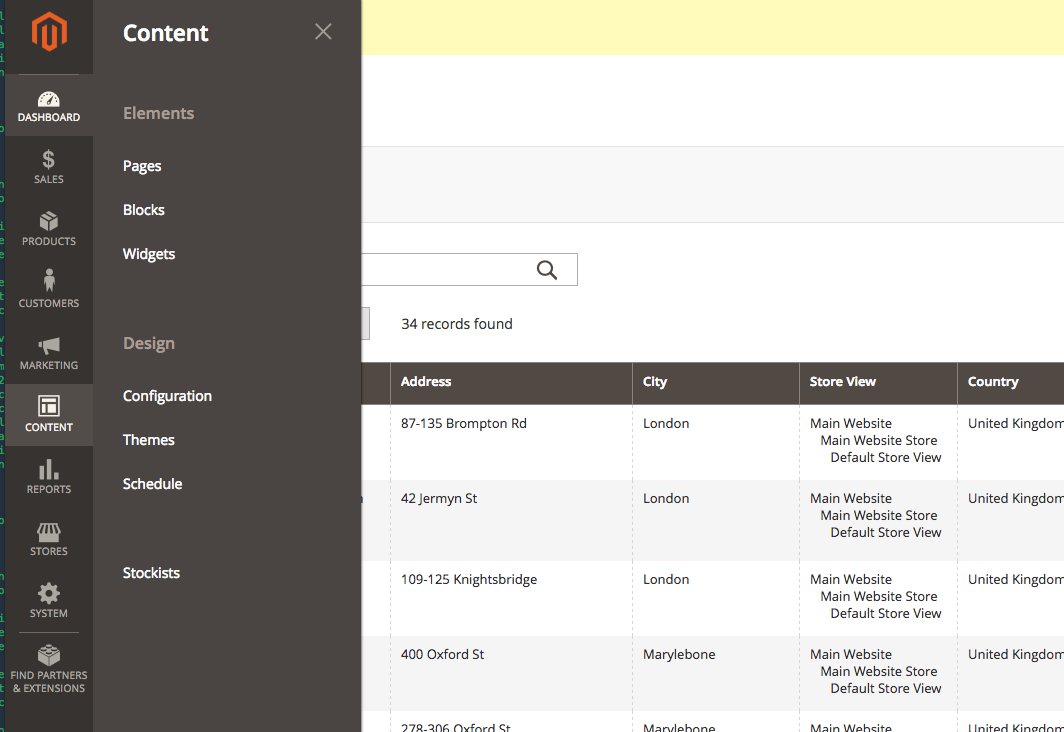 DASHBOARD
SALES
PRODUCTS
CUSTOMERS
MARKETING
CONTENT
REPORTS
STORES
SYSTEM
FIND PARTNERS
& EXTENSIONS
Content
Elements
Pages
Blocks
Widgets
Design
Configuration
Themes
Schedule
Stockists
34 records found
Address City Store View Country
87-135 Brompton Rd London Main Website United Kingdom
Main Website Store
Default Store View
42 Jermyn St London Main Website United Kingdom
Main Website Store
Default Store View
109-125 Knightsbridge London Main Website United Kingdom
Main Website Store
Default Store View
400 Oxford St Marylebone Main Website United Kingdom
Main Website Store
Default Store View
278-306 Oxford St Marylebone Main Website United Kingdom